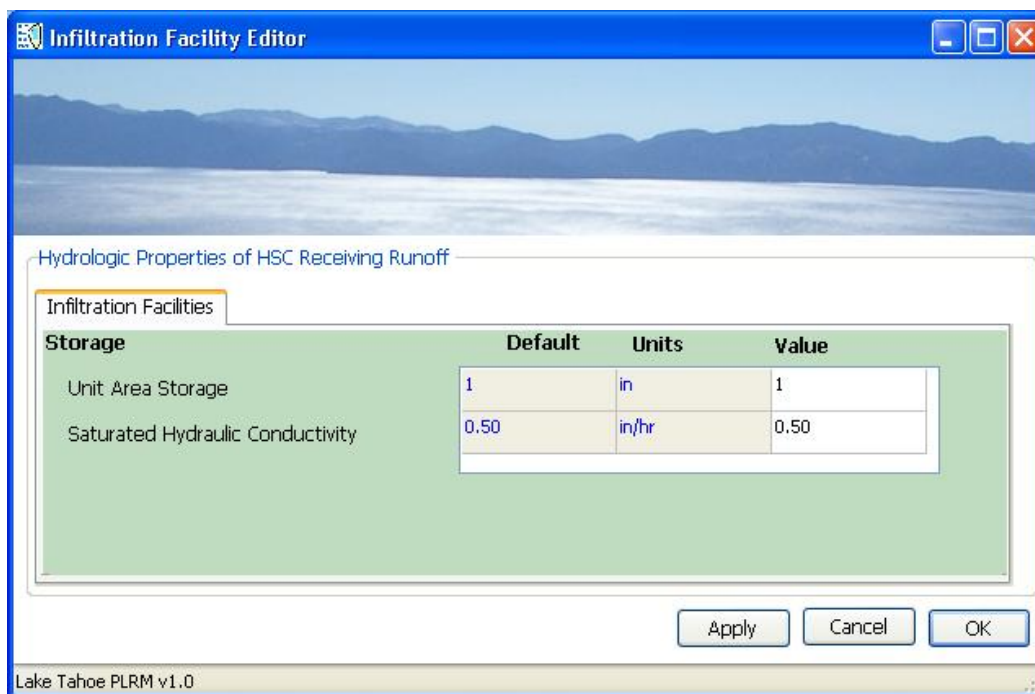 Infiltration Facility Editor
Hydrologic Properties of HSC Receiving Runoff
Infiltration Facilities
Storage Default Units Value
Unit Area Storage 1 in 1
Saturated Hydraulic Conductivity 0.50 in/hr 0.50
Apply Cancel OK
Lake Tahoe PLRM v1.0